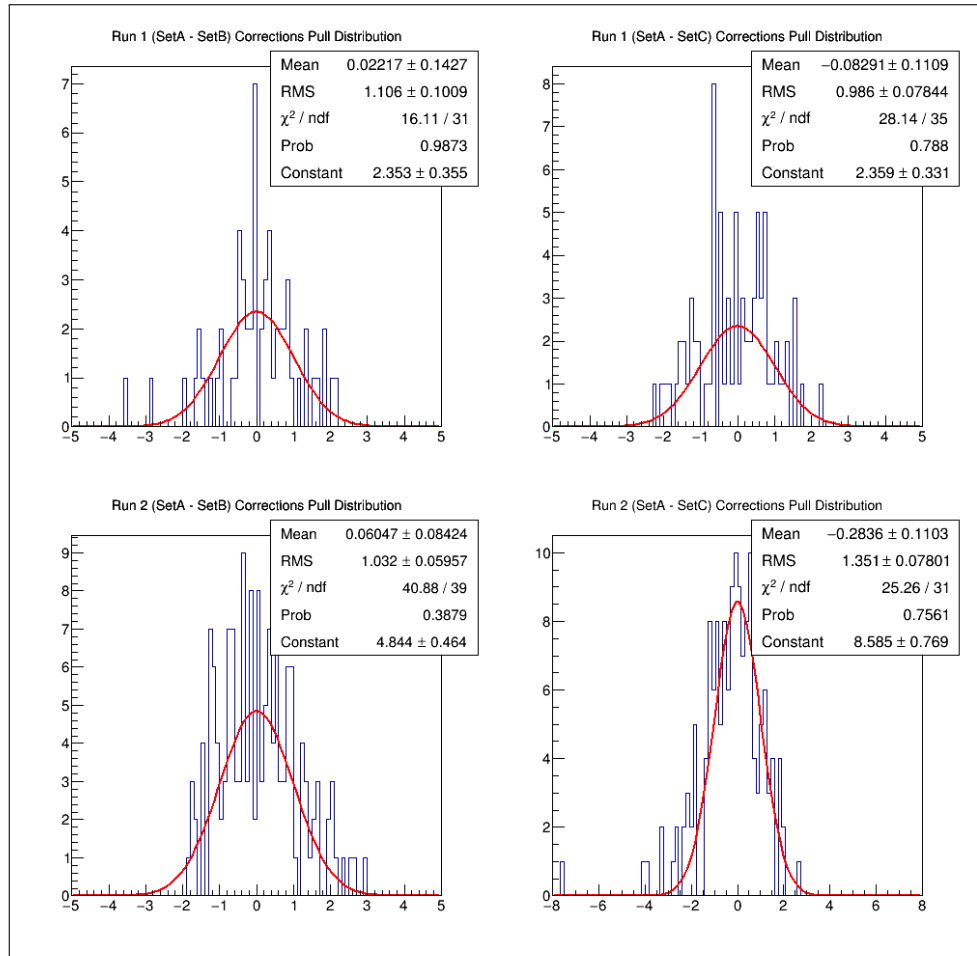 Run 1 (SetA - SetB) Corrections Pull Distribution
Mean 0.02217 ± 0.1427
RMS 1.106 ± 0.1009
χ² / ndf 16.11 / 31
Prob 0.9873
Constant 2.353 ± 0.355
7
6
5
4
3
2
1
0
−5 −4 −3 −2 −1 0 1 2 3 4 5
Run 1 (SetA - SetC) Corrections Pull Distribution
Mean −0.08291 ± 0.1109
RMS 0.986 ± 0.07844
χ² / ndf 28.14 / 35
Prob 0.788
Constant 2.359 ± 0.331
8
7
6
5
4
3
2
1
0
−5 −4 −3 −2 −1 0 1 2 3 4 5
Run 2 (SetA - SetB) Corrections Pull Distribution
Mean 0.06047 ± 0.08424
RMS 1.032 ± 0.05957
χ² / ndf 40.88 / 39
Prob 0.3879
Constant 4.844 ± 0.464
9
8
7
6
5
4
3
2
1
0
−5 −4 −3 −2 −1 0 1 2 3 4 5
Run 2 (SetA - SetC) Corrections Pull Distribution
Mean −0.2836 ± 0.1103
RMS 1.351 ± 0.07801
χ² / ndf 25.26 / 31
Prob 0.7561
Constant 8.585 ± 0.769
10
8
6
4
2
0
−8 −6 −4 −2 0 2 4 6 8